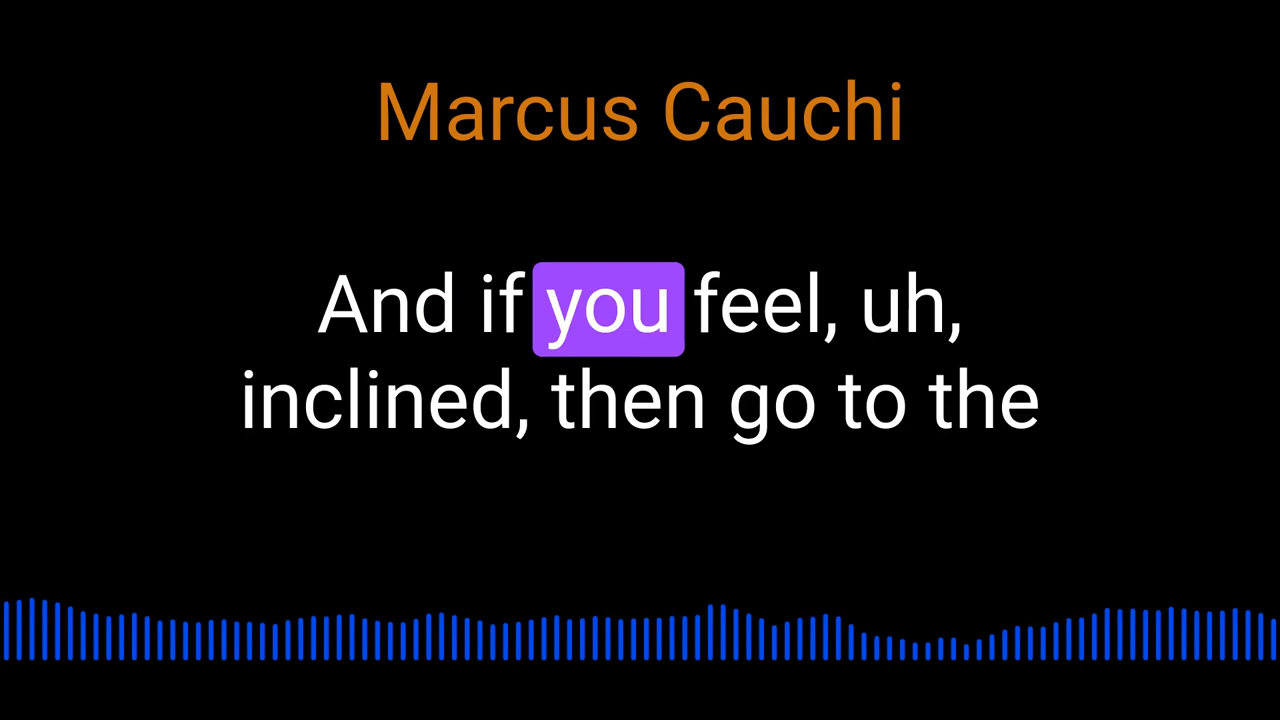 Marcus Cauchi
And if you feel, uh,
inclined, then go to the